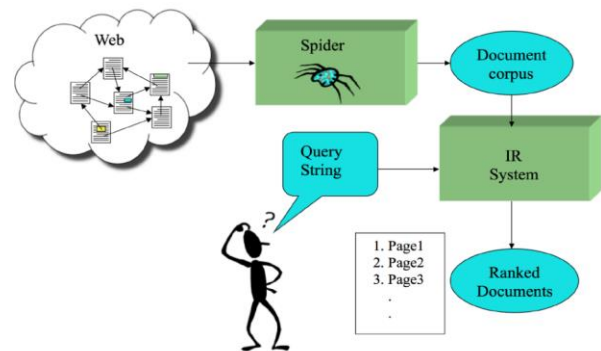 Web
Spider
Document
corpus
Query
String
IR
System
?
1. Page1
2. Page2
3. Page3
.
.
Ranked
Documents